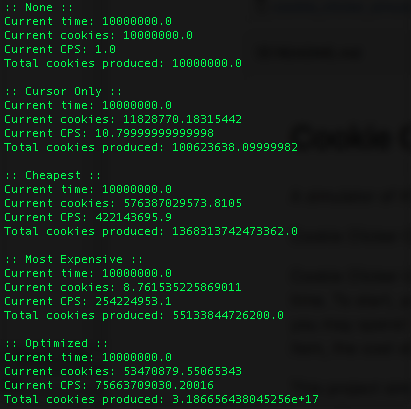 :: None ::
Current time: 10000000.0
Current cookies: 10000000.0
Current CPS: 1.0
Total cookies produced: 10000000.0
:: Cursor Only ::
Current time: 10000000.0
Current cookies: 11828770.18315442
Current CPS: 10.79999999999998
Total cookies produced: 100623638.09999982
:: Cheapest ::
Current time: 10000000.0
Current cookies: 576387029573.8105
Current CPS: 422143695.9
Total cookies produced: 1368313742473362.0
:: Most Expensive ::
Current time: 10000000.0
Current cookies: 8.761535225869011
Current CPS: 254224953.1
Total cookies produced: 55133844726200.0
:: Optimized ::
Current time: 10000000.0
Current cookies: 53470879.55065343
Current CPS: 75663709030.20016
Total cookies produced: 3.186656438045256e+17